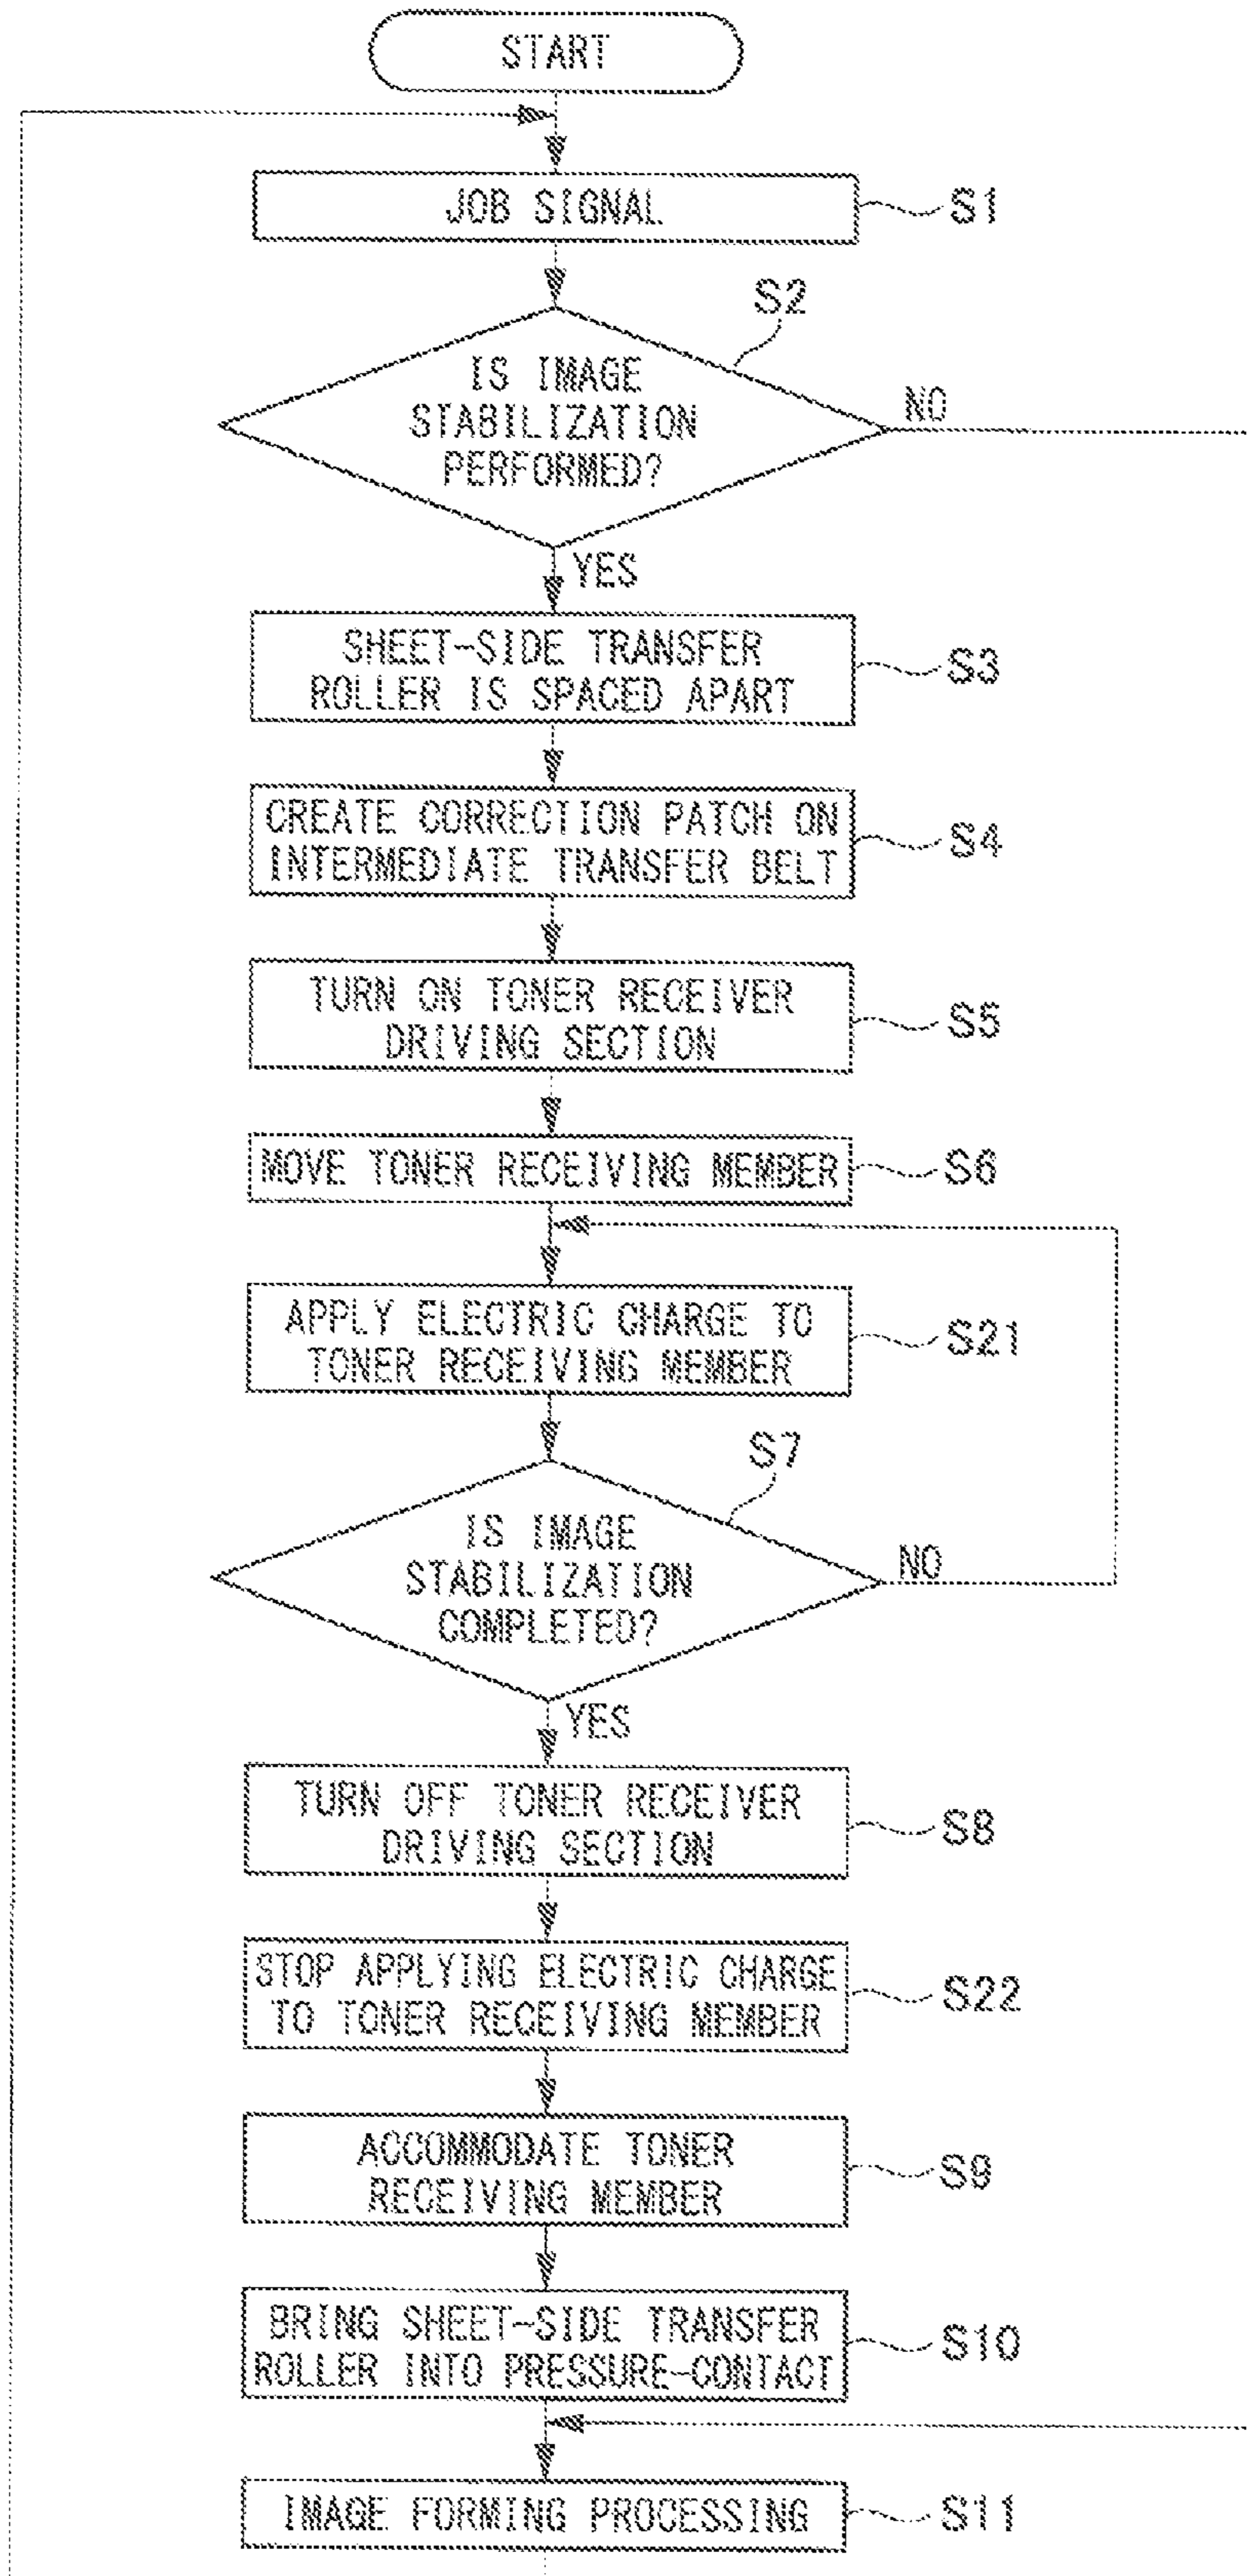 START
JOB SIGNAL
S1
S2
IS IMAGE
STABILIZATION
PERFORMED?
NO
YES
SHEET-SIDE TRANSFER
ROLLER IS SPACED APART
S3
CREATE CORRECTION PATCH ON
INTERMEDIATE TRANSFER BELT
S4
TURN ON TONER RECEIVER
DRIVING SECTION
S5
MOVE TONER RECEIVING MEMBER
S6
APPLY ELECTRIC CHARGE TO
TONER RECEIVING MEMBER
S21
S7
IS IMAGE
STABILIZATION
COMPLETED?
NO
YES
TURN OFF TONER RECEIVER
DRIVING SECTION
S8
STOP APPLYING ELECTRIC CHARGE
TO TONER RECEIVING MEMBER
S22
ACCOMMODATE TONER
RECEIVING MEMBER
S9
BRING SHEET-SIDE TRANSFER
ROLLER INTO PRESSURE-CONTACT
S10
IMAGE FORMING PROCESSING
S11